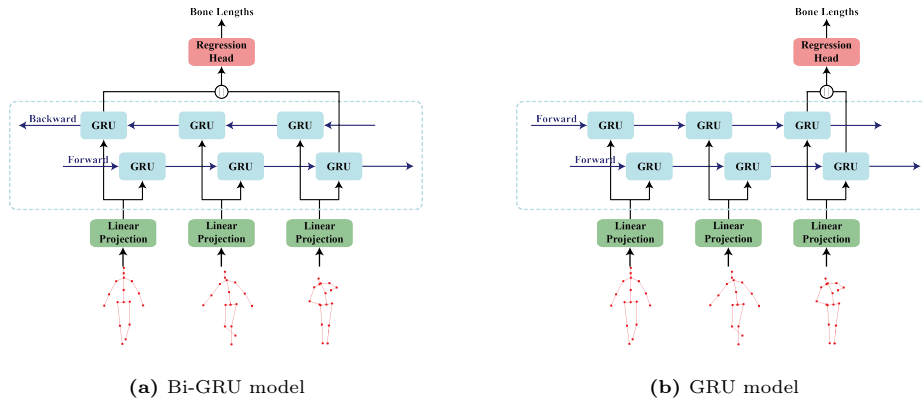 Bone Lengths
Regression
Head
||
Backward
GRU
GRU
GRU
Forward
GRU
GRU
GRU
Linear
Projection
Linear
Projection
Linear
Projection
(a) Bi-GRU model
Bone Lengths
Regression
Head
||
Forward
GRU
GRU
GRU
Forward
GRU
GRU
GRU
Linear
Projection
Linear
Projection
Linear
Projection
(b) GRU model